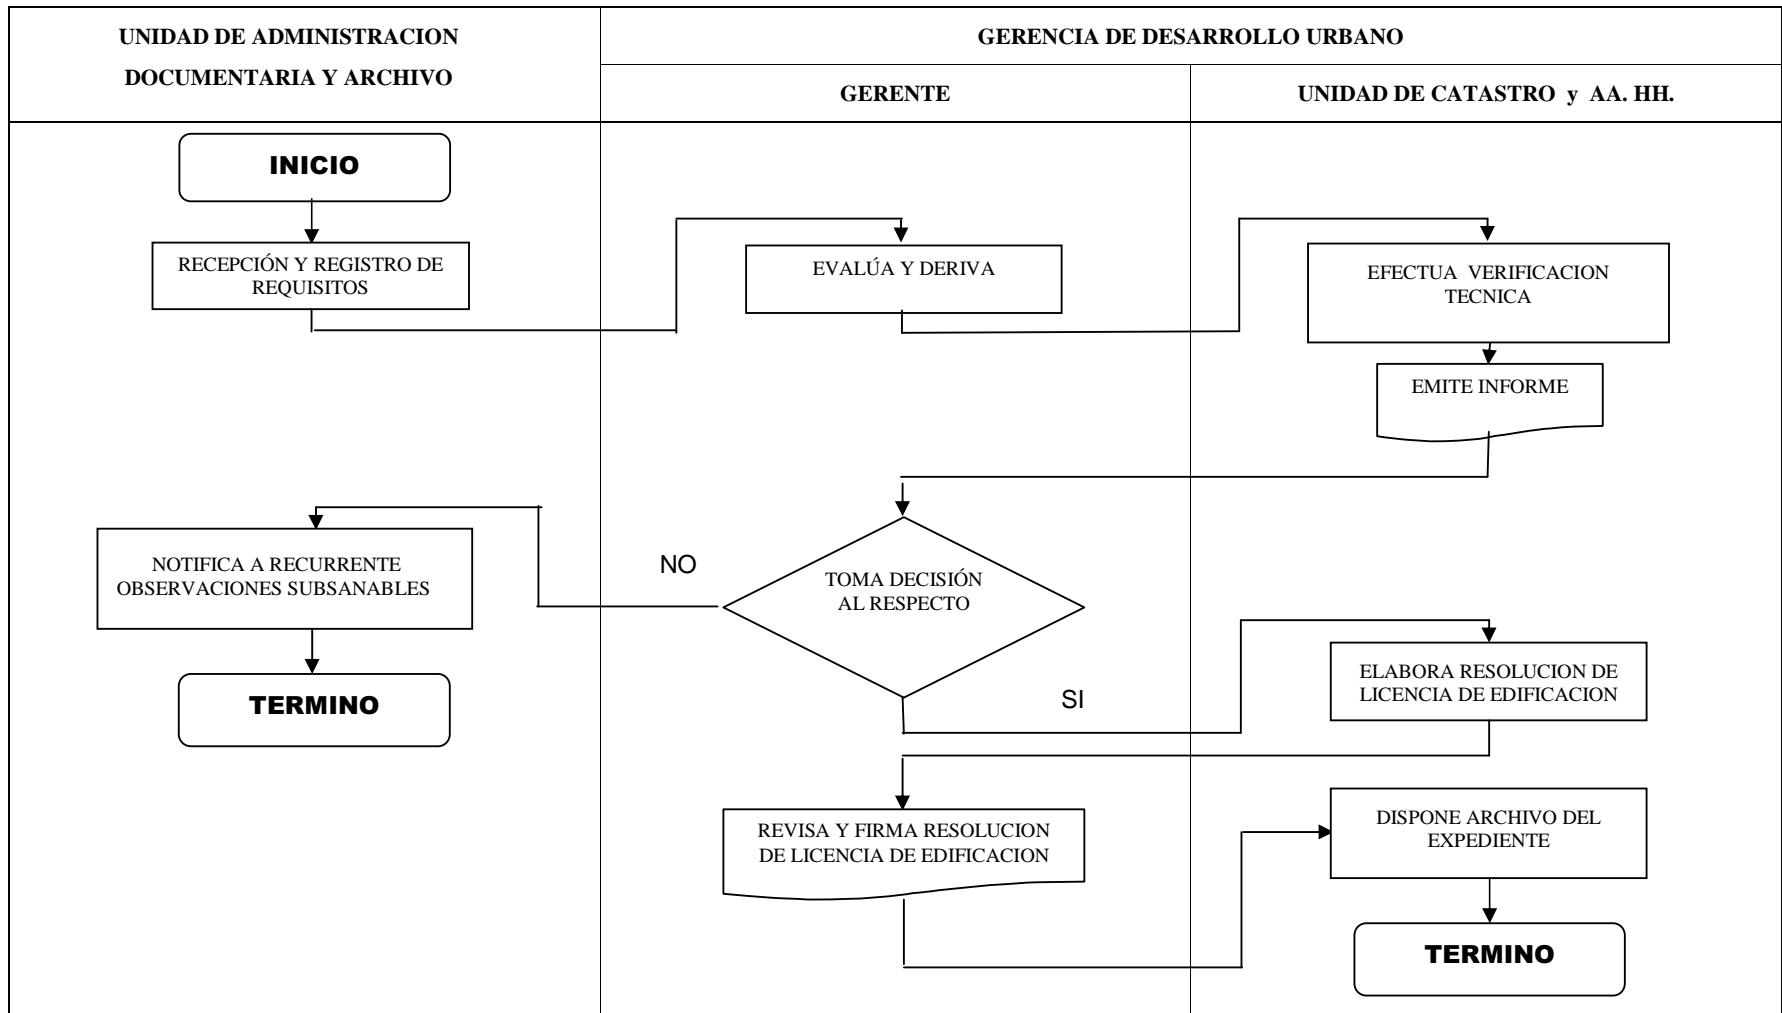 UNIDAD DE ADMINISTRACION
DOCUMENTARIA Y ARCHIVO
GERENCIA DE DESARROLLO URBANO
GERENTE
UNIDAD DE CATASTRO y AA. HH.
INICIO
RECEPCIÓN Y REGISTRO DE
REQUISITOS
EVALÚA Y DERIVA
EFECTUA VERIFICACION
TECNICA
EMITE INFORME
TOMA DECISIÓN
AL RESPECTO
NO
NOTIFICA A RECURRENTE
OBSERVACIONES SUBSANABLES
TERMINO
SI
ELABORA RESOLUCION DE
LICENCIA DE EDIFICACION
REVISA Y FIRMA RESOLUCION
DE LICENCIA DE EDIFICACION
DISPONE ARCHIVO DEL
EXPEDIENTE
TERMINO